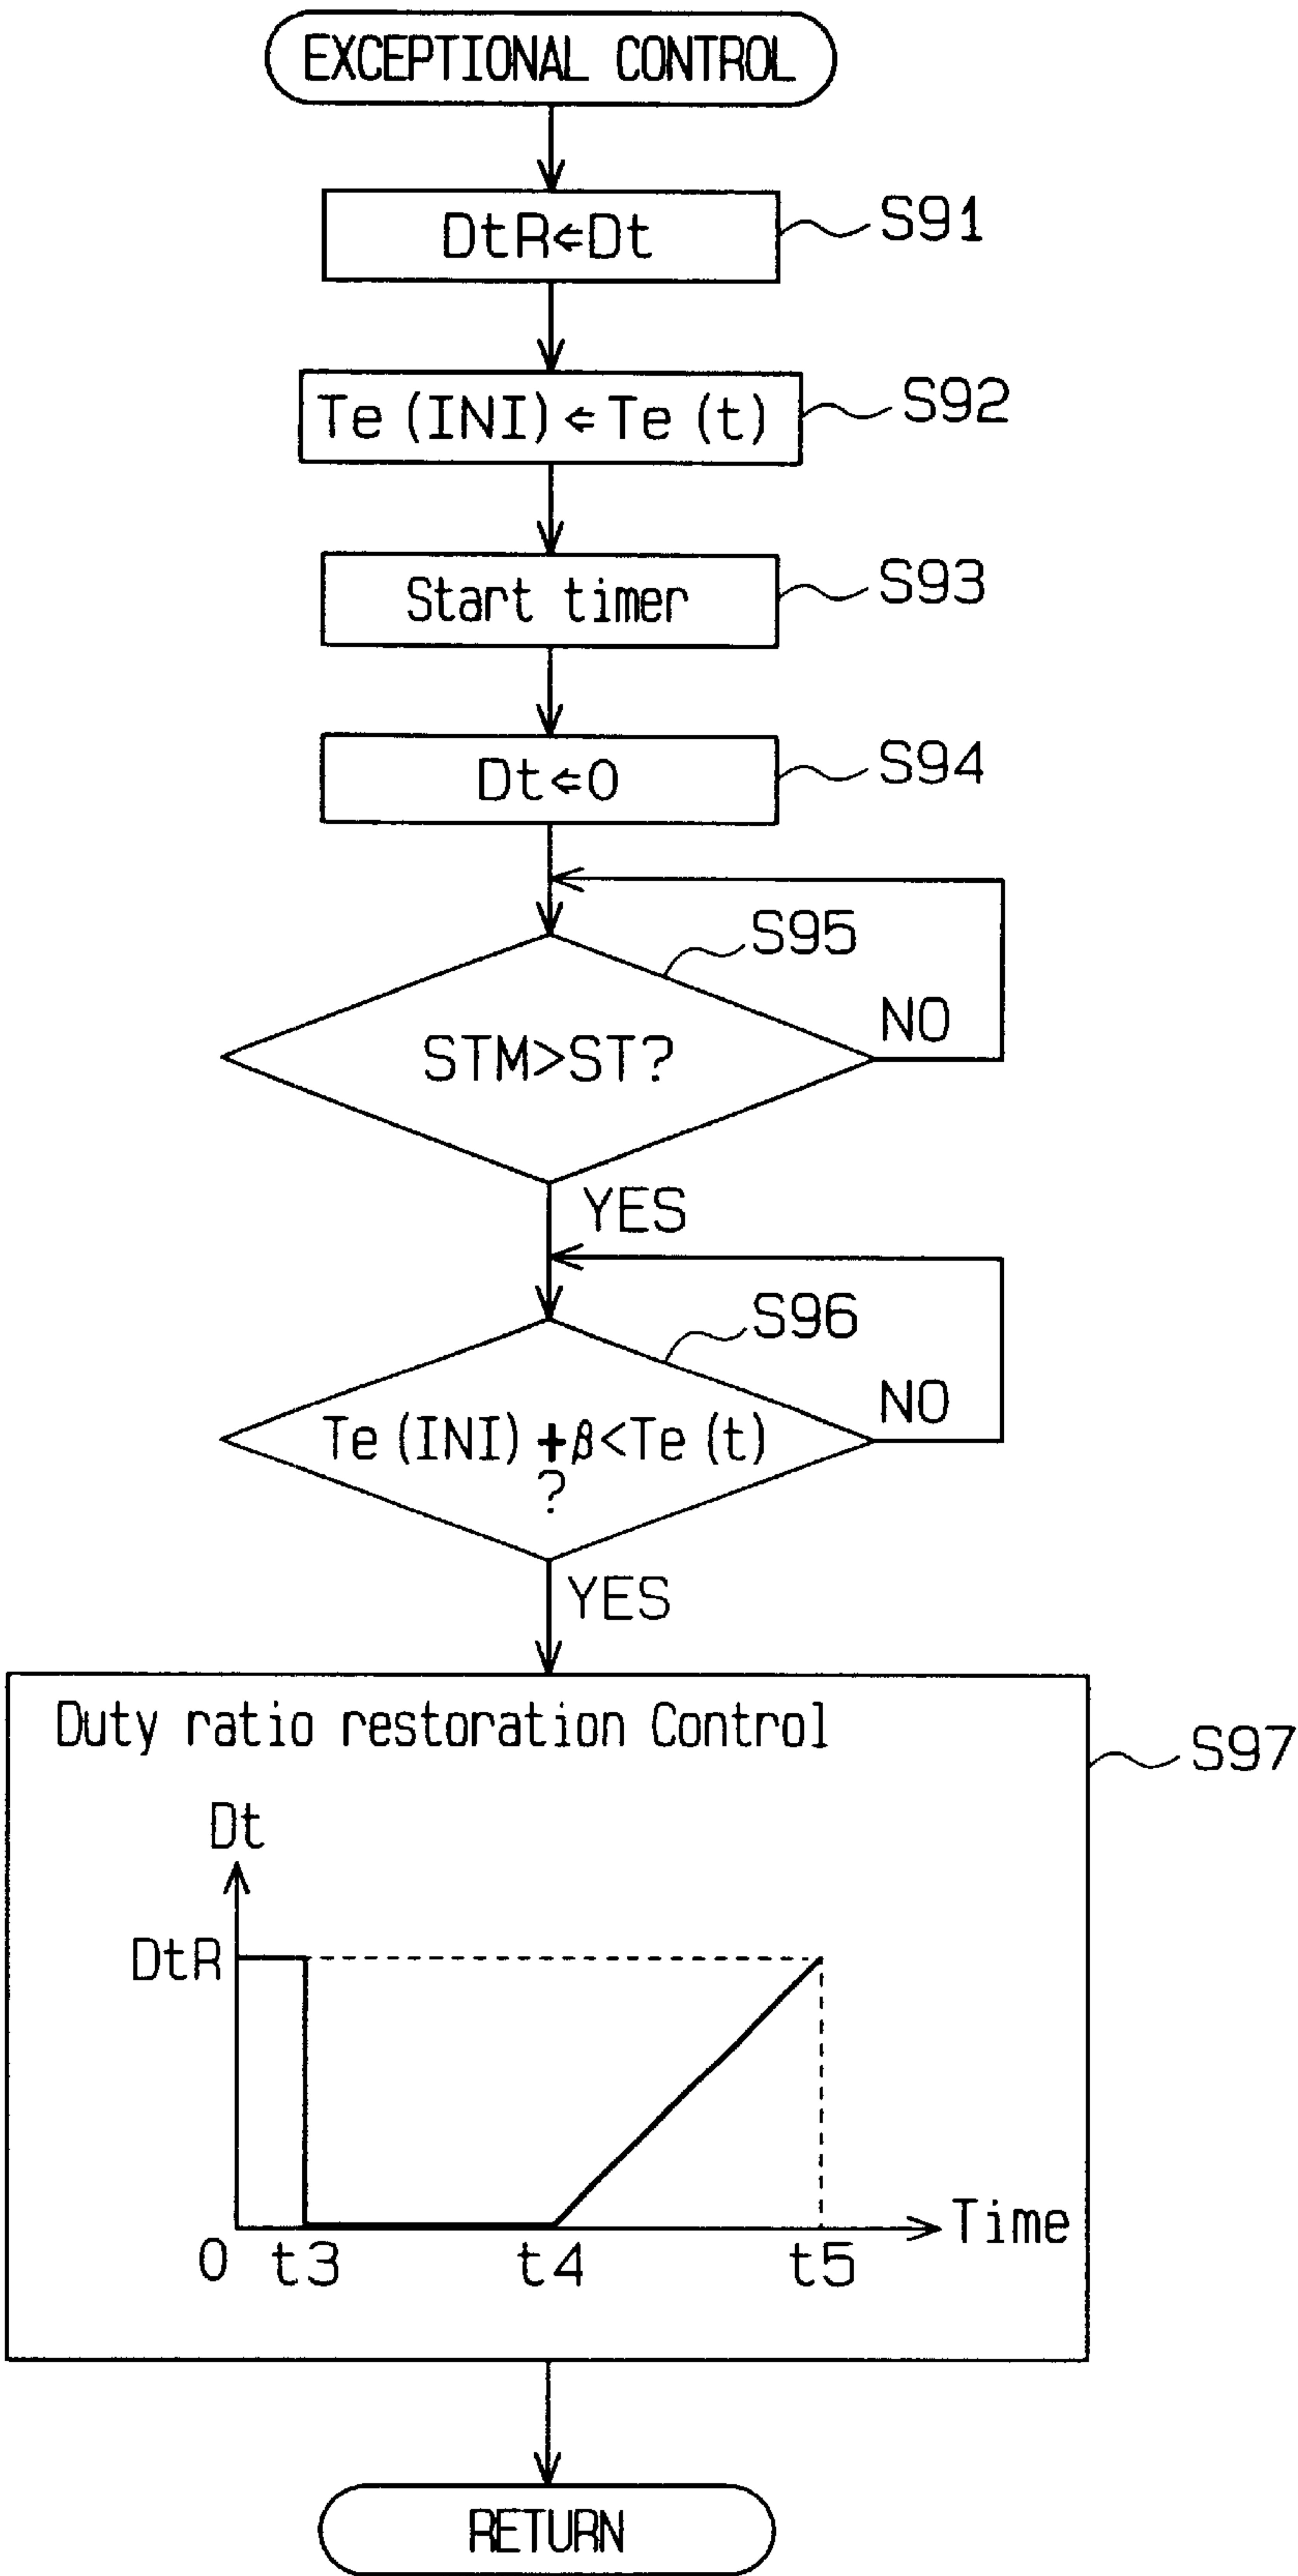 EXCEPTIONAL CONTROL
DtR⇐Dt
S91
Te (INI) ⇐ Te (t)
S92
Start timer
S93
Dt⇐0
S94
S95
STM>ST?
NO
YES
S96
Te (INI) +β<Te (t)
?
NO
YES
Duty ratio restoration Control
S97
Dt
DtR
Time
0 t3 t4 t5
RETURN